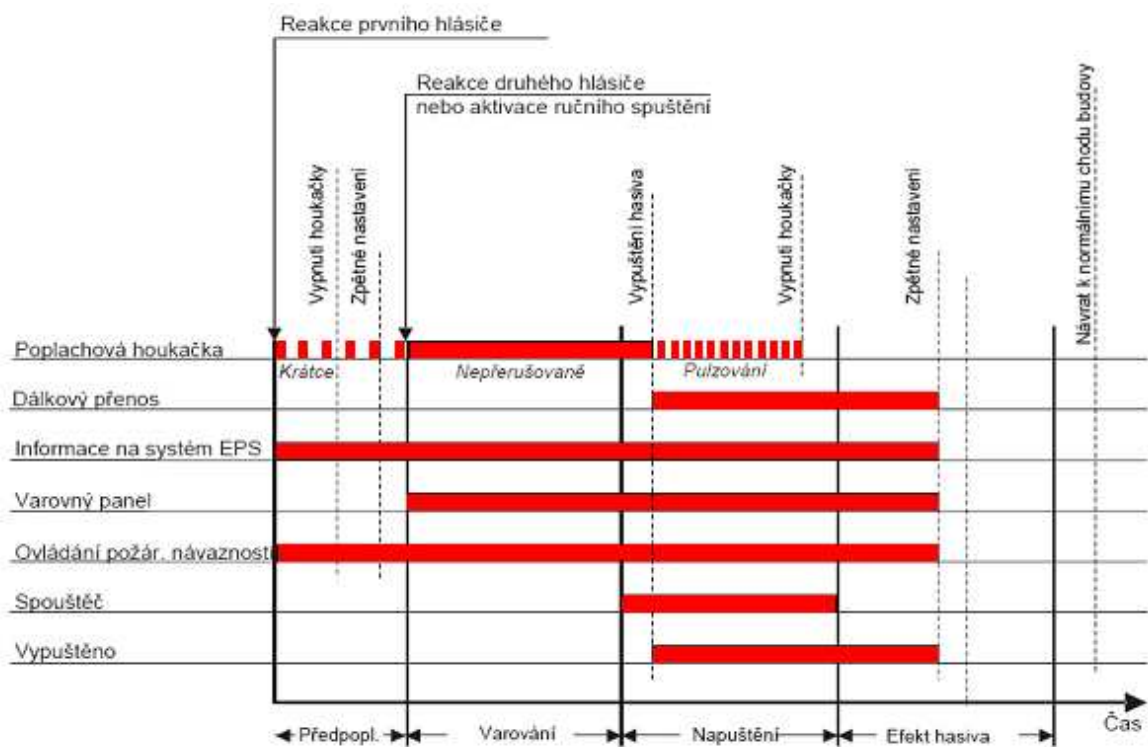 Reakce prvního hlásiče
Reakce druhého hlásiče
nebo aktivace ručního spuštění
Vypnutí houkačky
Zpětné nastavení
Vypuštění hasiva
Vypnutí houkačky
Zpětné nastavení
Návrat k normálnímu chodu budovy
Poplachová houkačka
Krátce
Nepřerušovaně
Pulzování
Dálkový přenos
Informace na systém EPS
Varovný panel
Ovládání požár. návazností
Spouštěč
Vypuštěno
Čas
Předpopl.
Varování
Napuštění
Efekt hasiva